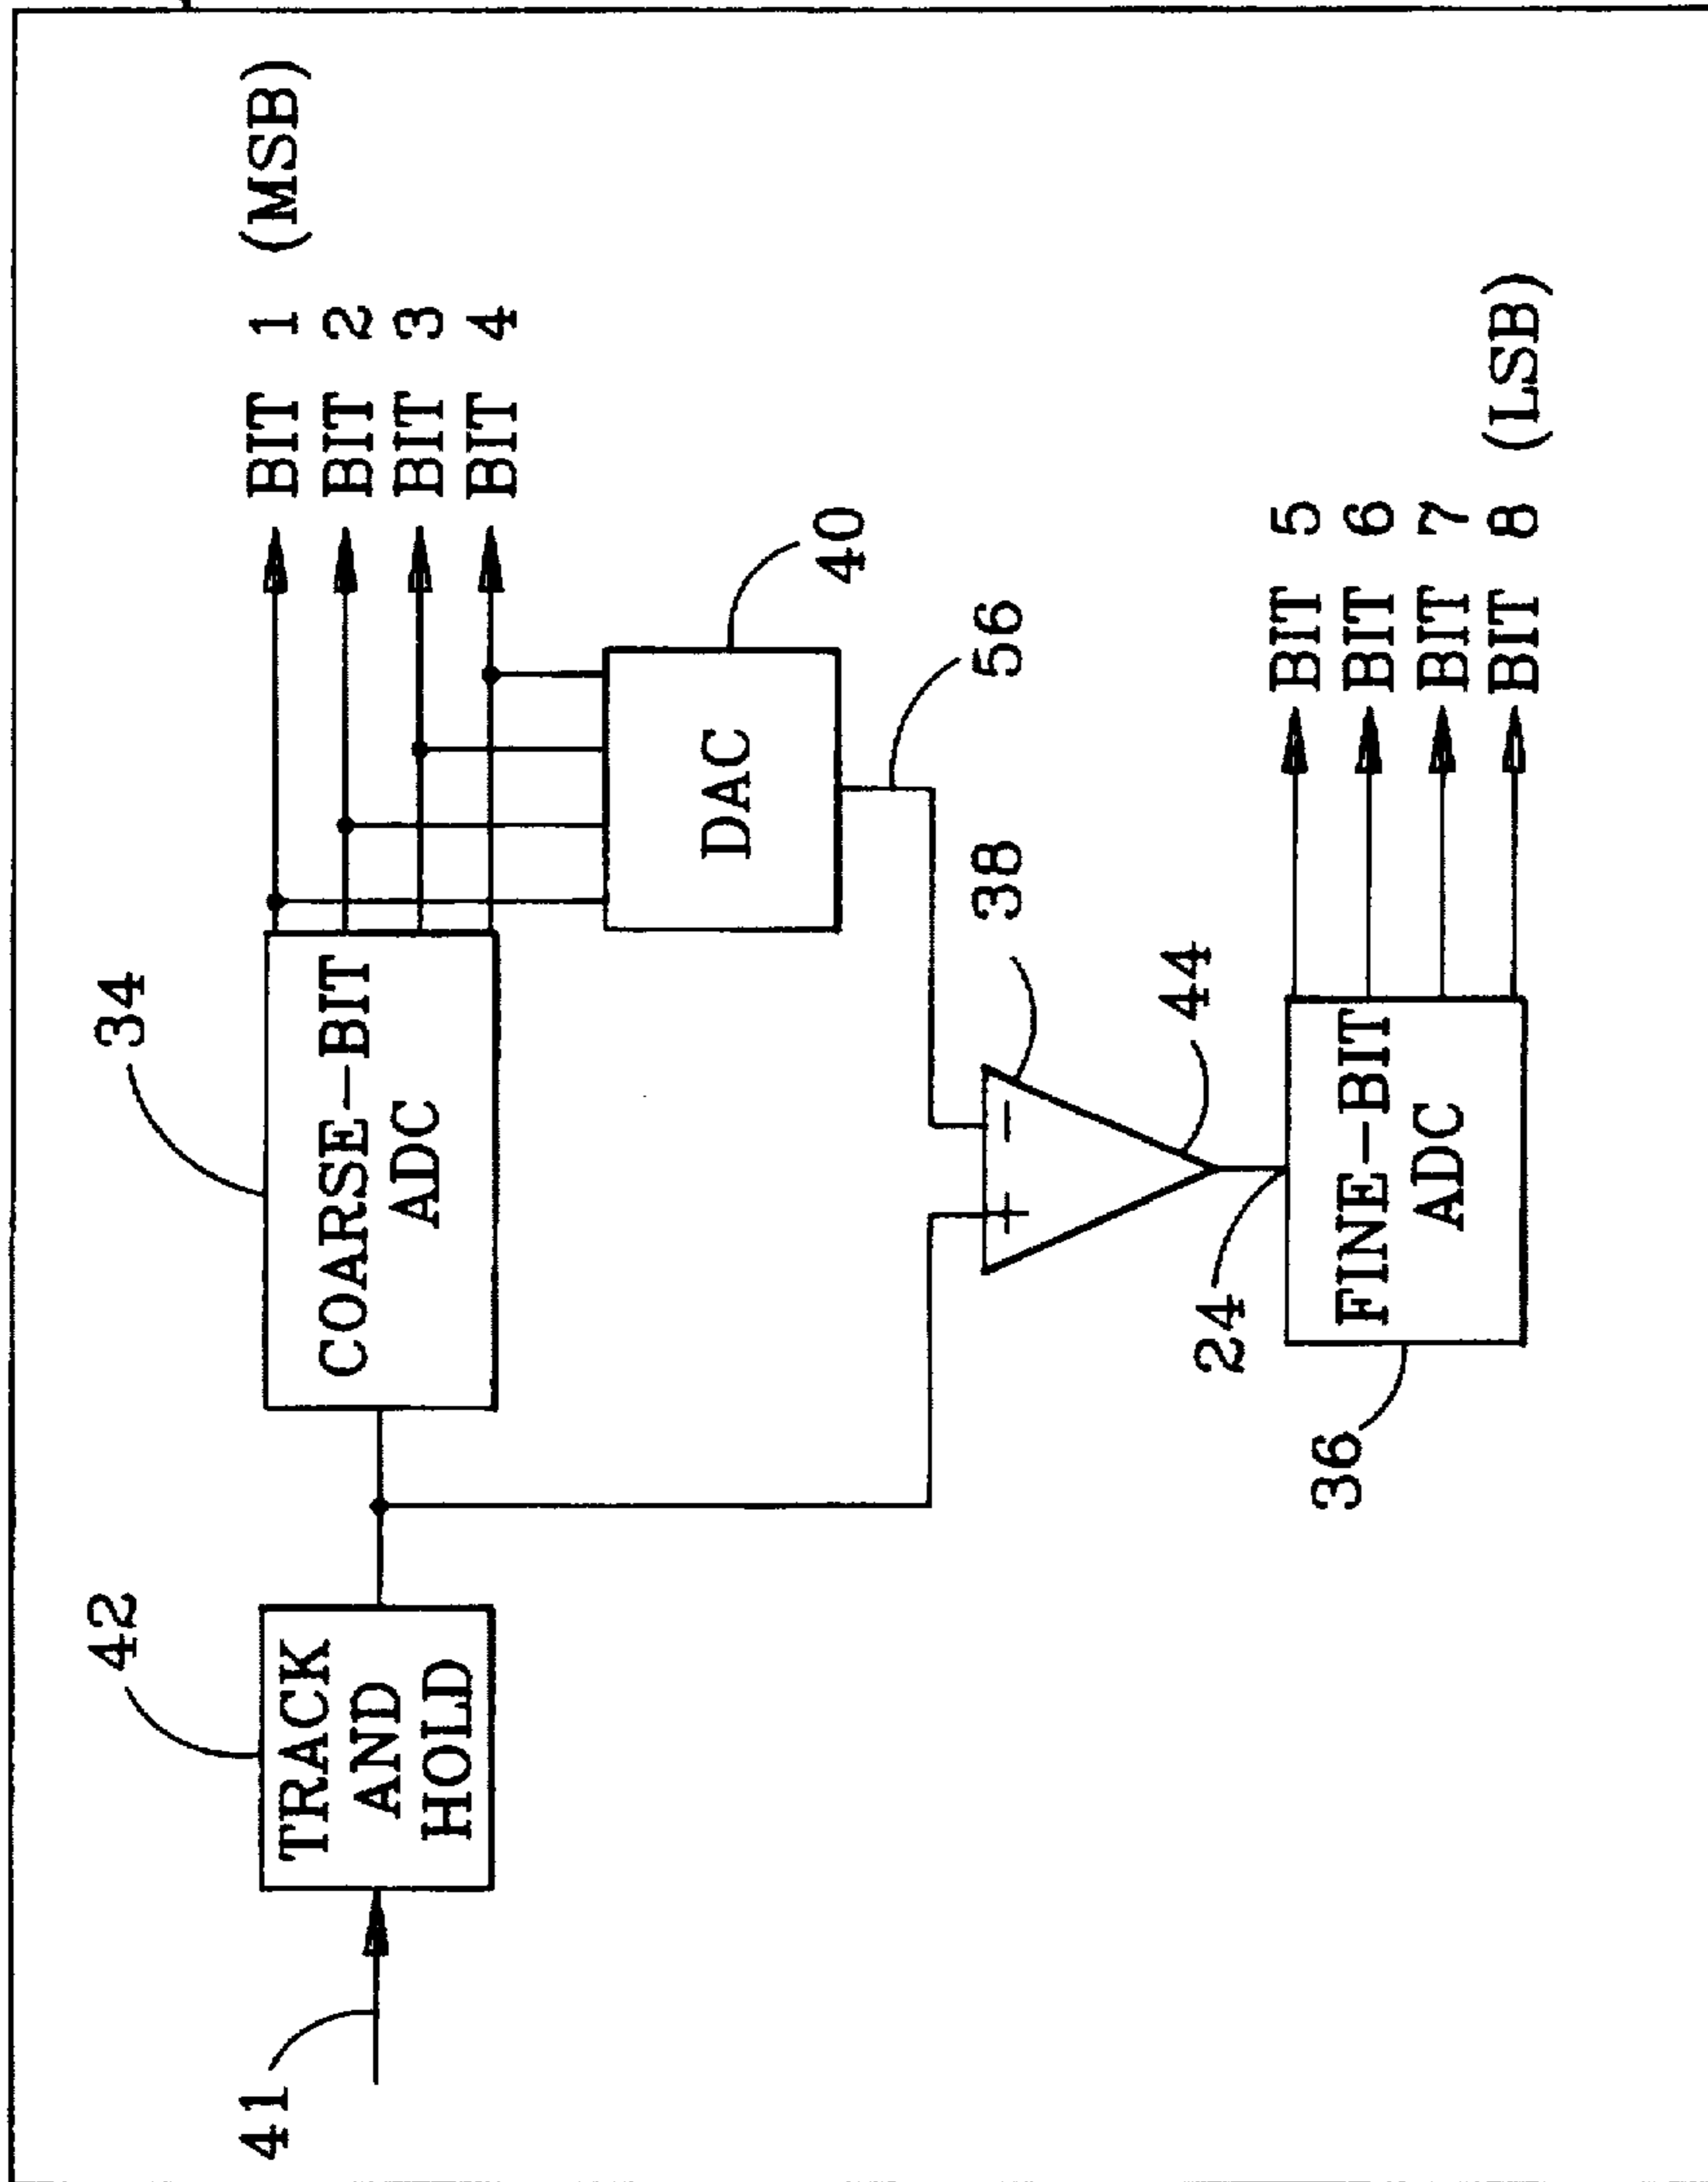 42
34
41
TRACK
AND
HOLD
COARSE-BIT
ADC
BIT 1 (MSB)
BIT 2
BIT 3
BIT 4
DAC
40
56
+
-
38
44
24
36
FINE-BIT
ADC
BIT 5
BIT 6
BIT 7
BIT 8 (LSB)